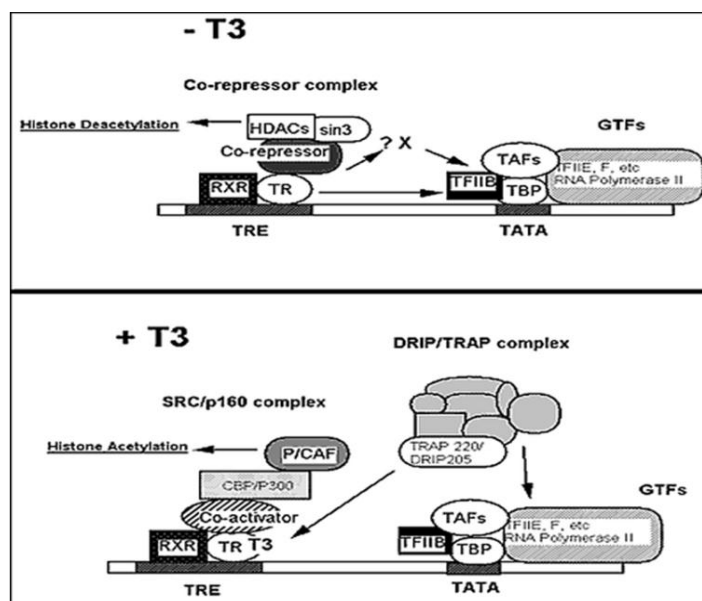 - T3
Co-repressor complex
Histone Deacetylation
HDACs
sin3
GTFs
Co-repressor
? X
TAFs
TFIIE, F, etc
RNA Polymerase II
RXR
TR
TFIIB
TBP
TRE
TATA
+ T3
DRIP/TRAP complex
SRC/p160 complex
Histone Acetylation
P/CAF
TRAP 220/
DRIP205
CBP/P300
GTFs
Co-activator
TAFs
TFIIE, F, etc
RNA Polymerase II
RXR
TR T3
TFIIB
TBP
TRE
TATA